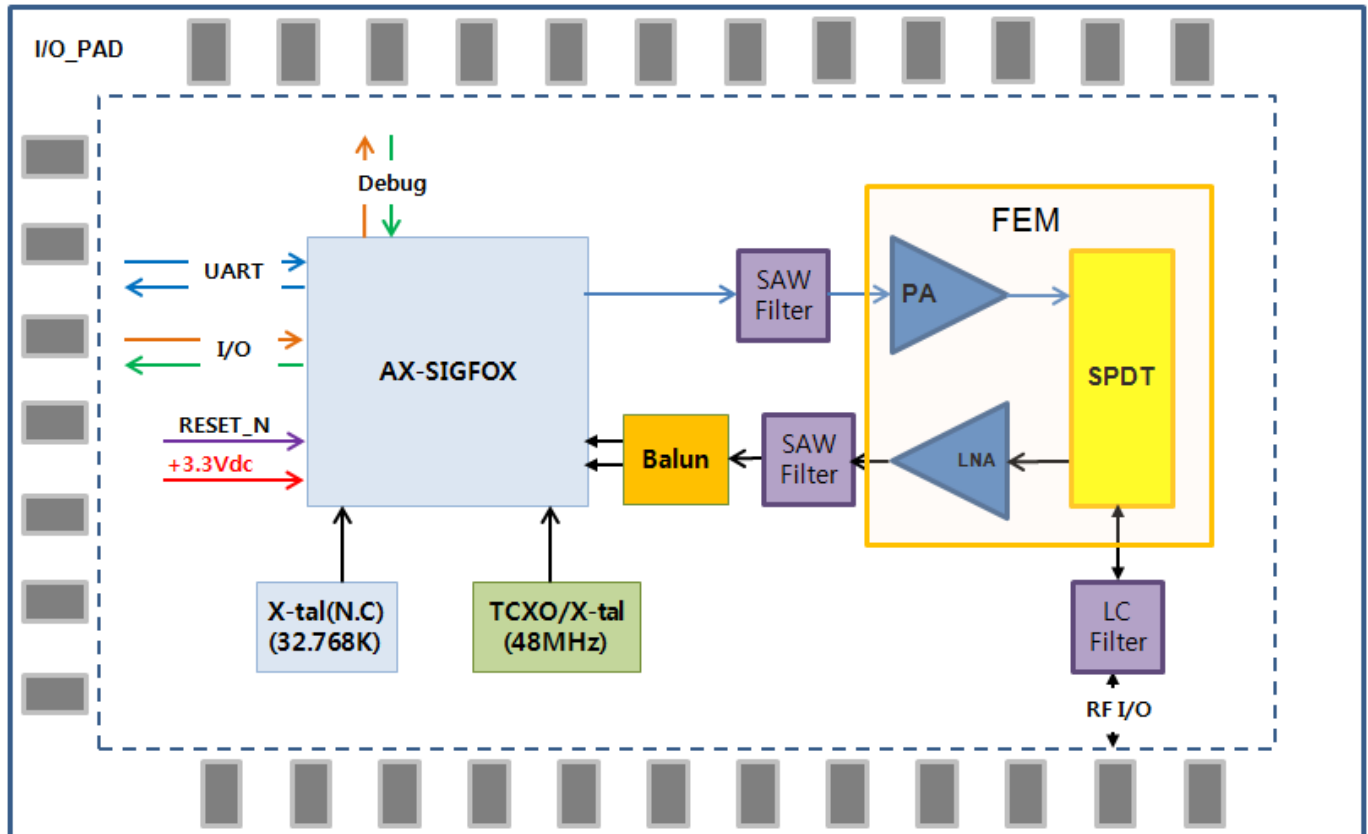 I/O_PAD
Debug
FEM
UART
SAW
Filter
PA
I/O
AX-SIGFOX
SPDT
RESET_N
+3.3Vdc
Balun
SAW
Filter
LNA
X-tal(N.C)
(32.768K)
TCXO/X-tal
(48MHz)
LC
Filter
RF I/O